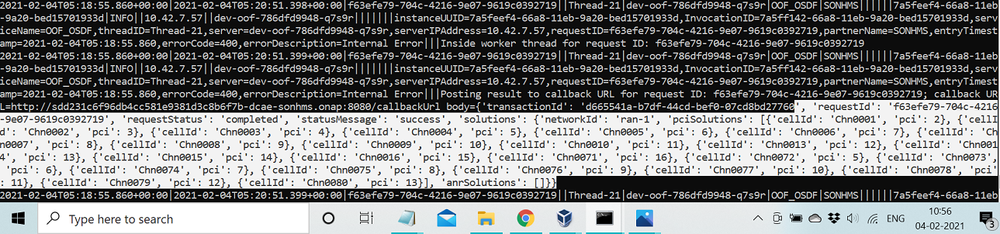 2021-02-04T05:18:55.860+00:00|2021-02-04T05:20:51.398+00:00|f63efe79-704c-4216-9e07-9619c0392719||Thread-21|dev-oof-786dfd9948-q7s9r|OOF_OSDF|SONHMS||||||7a5feef4-66a8-11eb
-9a20-bed15701933d|INFO||10.42.7.57||dev-oof-786dfd9948-q7s9r|||||||instanceUUID=7a5feef4-66a8-11eb-9a20-bed15701933d,InvocationID=7a5ff142-66a8-11eb-9a20-bed15701933d,serv
iceName=OOF_OSDF,threadID=Thread-21,server=dev-oof-786dfd9948-q7s9r,serverIPAddress=10.42.7.57,requestID=f63efe79-704c-4216-9e07-9619c0392719,partnerName=SONHMS,entryTimest
amp=2021-02-04T05:18:55.860,errorCode=400,errorDescription=Internal Error|||Inside worker thread for request ID: f63efe79-704c-4216-9e07-9619c0392719
2021-02-04T05:18:55.860+00:00|2021-02-04T05:20:51.399+00:00|f63efe79-704c-4216-9e07-9619c0392719||Thread-21|dev-oof-786dfd9948-q7s9r|OOF_OSDF|SONHMS||||||7a5feef4-66a8-11eb
-9a20-bed15701933d|INFO||10.42.7.57||dev-oof-786dfd9948-q7s9r|||||||instanceUUID=7a5feef4-66a8-11eb-9a20-bed15701933d,InvocationID=7a5ff142-66a8-11eb-9a20-bed15701933d,serv
iceName=OOF_OSDF,threadID=Thread-21,server=dev-oof-786dfd9948-q7s9r,serverIPAddress=10.42.7.57,requestID=f63efe79-704c-4216-9e07-9619c0392719,partnerName=SONHMS,entryTimest
amp=2021-02-04T05:18:55.860,errorCode=400,errorDescription=Internal Error|||Posting result to callback URL for request ID: f63efe79-704c-4216-9e07-9619c0392719; callback UR
L=http://sdd231c6f96db4cc581e9381d3c8b6f7b-dcae-sonhms.onap:8080/callbackUrl body={'transactionId': 'd665541a-b7df-44cd-bef0-07cd8bd27760', 'requestId': 'f63efe79-704c-4216
-9e07-9619c0392719', 'requestStatus': 'completed', 'statusMessage': 'success', 'solutions': {'networkId': 'ran-1', 'pciSolutions': [{'cellId': 'Chn0001', 'pci': 2}, {'cellI
d': 'Chn0002', 'pci': 3}, {'cellId': 'Chn0003', 'pci': 4}, {'cellId': 'Chn0004', 'pci': 5}, {'cellId': 'Chn0005', 'pci': 6}, {'cellId': 'Chn0006', 'pci': 7}, {'cellId': 'Ch
n0007', 'pci': 8}, {'cellId': 'Chn0008', 'pci': 9}, {'cellId': 'Chn0009', 'pci': 10}, {'cellId': 'Chn0010', 'pci': 11}, {'cellId': 'Chn0013', 'pci': 12}, {'cellId': 'Chn001
4', 'pci': 13}, {'cellId': 'Chn0015', 'pci': 14}, {'cellId': 'Chn0016', 'pci': 15}, {'cellId': 'Chn0071', 'pci': 16}, {'cellId': 'Chn0072', 'pci': 5}, {'cellId': 'Chn0073',
 'pci': 6}, {'cellId': 'Chn0074', 'pci': 7}, {'cellId': 'Chn0075', 'pci': 8}, {'cellId': 'Chn0076', 'pci': 9}, {'cellId': 'Chn0077', 'pci': 10}, {'cellId': 'Chn0078', 'pci'
: 11}, {'cellId': 'Chn0079', 'pci': 12}, {'cellId': 'Chn0080', 'pci': 13}], 'anrSolutions': []}}
2021-02-04T05:18:55.860+00:00|2021-02-04T05:20:51.399+00:00|f63efe79-704c-4216-9e07-9619c0392719||Thread-21|dev-oof-786dfd9948-q7s9r|OOF_OSDF|SONHMS||||||7a5feef4-66a8-11eb
Type here to search
ENG
10:56
04-02-2021
3